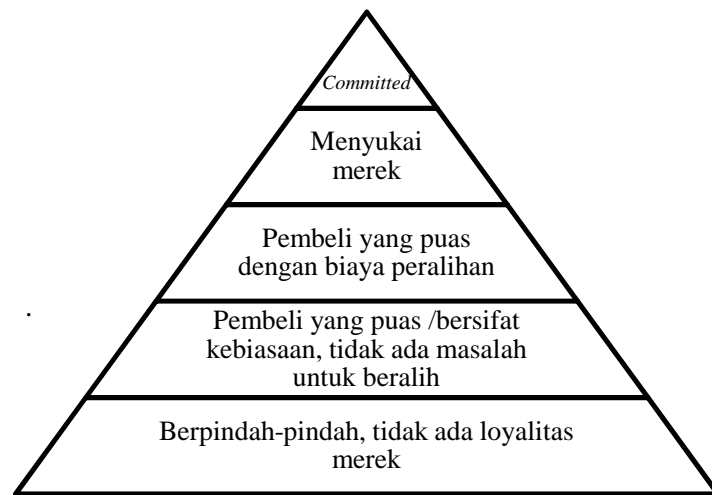 Committed
Menyukai
merek
Pembeli yang puas
dengan biaya peralihan
Pembeli yang puas /bersifat
kebiasaan, tidak ada masalah
untuk beralih
Berpindah-pindah, tidak ada loyalitas
merek
.